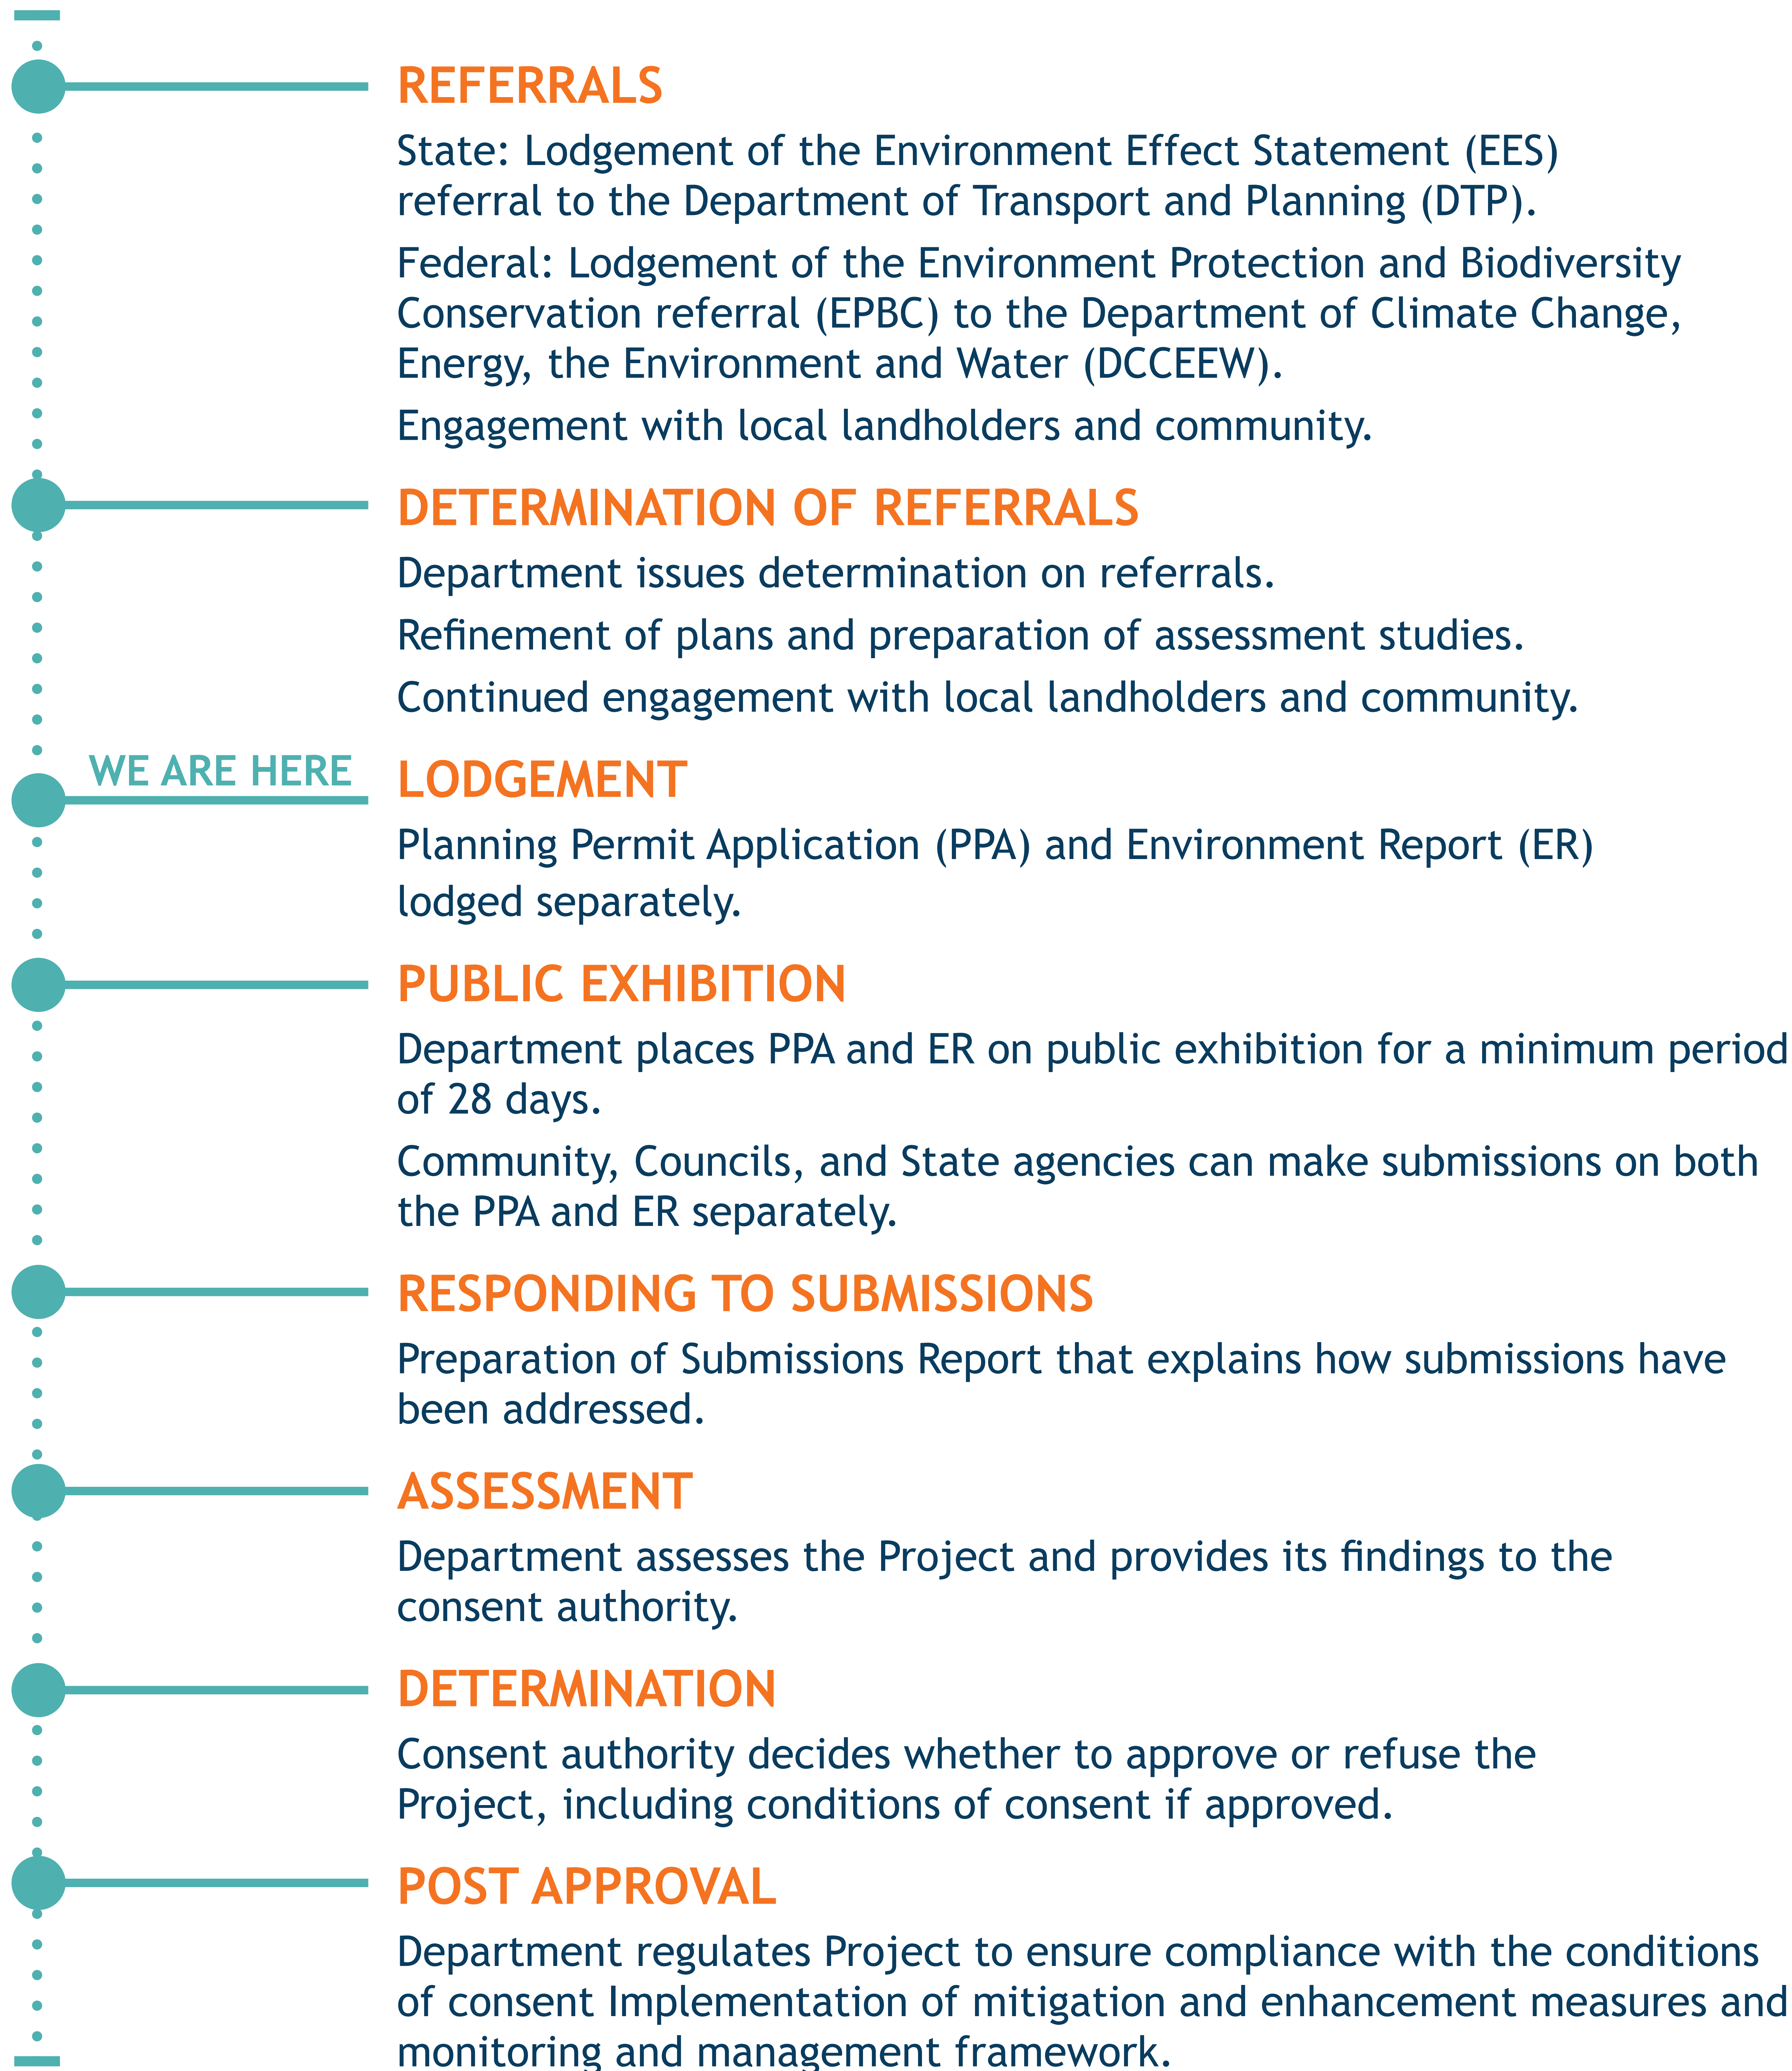 REFERRALS
State: Lodgement of the Environment Effect Statement (EES)
referral to the Department of Transport and Planning (DTP).
Federal: Lodgement of the Environment Protection and Biodiversity
Conservation referral (EPBC) to the Department of Climate Change,
Energy, the Environment and Water (DCCEEW).
Engagement with local landholders and community.
DETERMINATION OF REFERRALS
Department issues determination on referrals.
Refinement of plans and preparation of assessment studies.
Continued engagement with local landholders and community.
WE ARE HERE
LODGEMENT
Planning Permit Application (PPA) and Environment Report (ER)
lodged separately.
PUBLIC EXHIBITION
Department places PPA and ER on public exhibition for a minimum period
of 28 days.
Community, Councils, and State agencies can make submissions on both
the PPA and ER separately.
RESPONDING TO SUBMISSIONS
Preparation of Submissions Report that explains how submissions have
been addressed.
ASSESSMENT
Department assesses the Project and provides its findings to the
consent authority.
DETERMINATION
Consent authority decides whether to approve or refuse the
Project, including conditions of consent if approved.
POST APPROVAL
Department regulates Project to ensure compliance with the conditions
of consent Implementation of mitigation and enhancement measures and
monitoring and management framework.